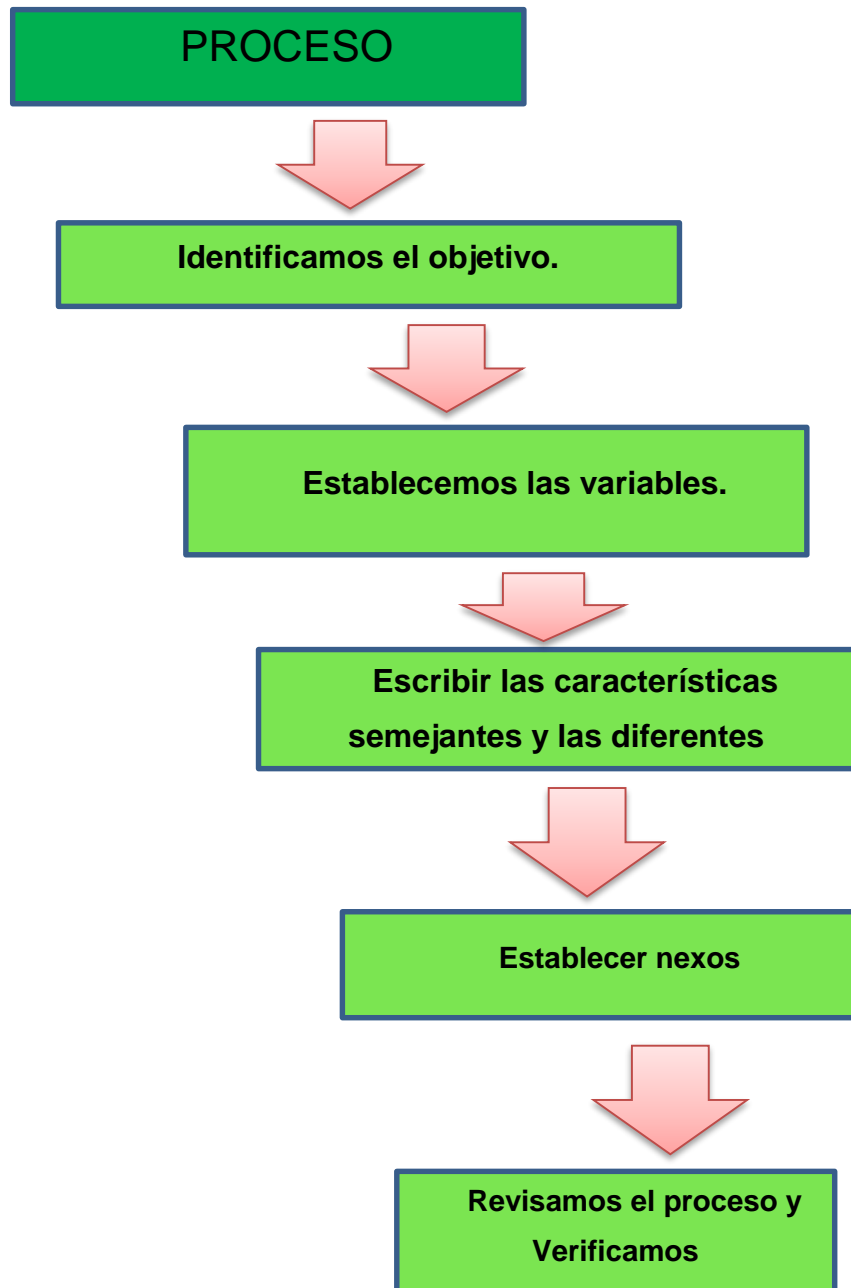 PROCESO
Identificamos el objetivo.
Establecemos las variables.
Escribir las características
semejantes y las diferentes
Establecer nexos
Revisamos el proceso y
Verificamos